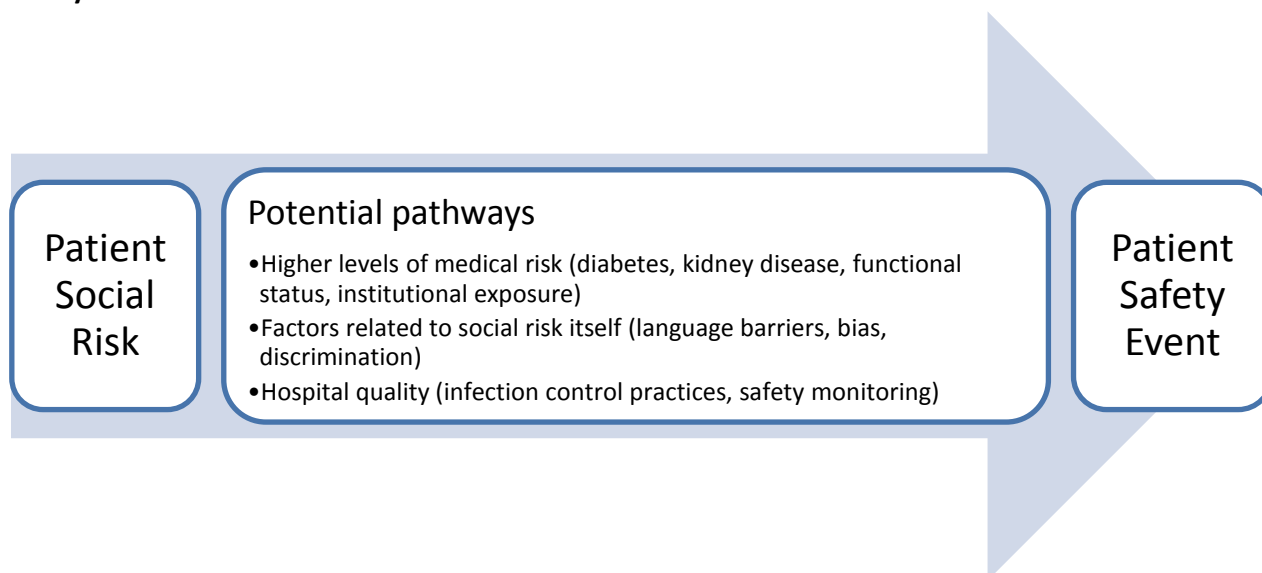 Patient
Social
Risk
Potential pathways
•Higher levels of medical risk (diabetes, kidney disease, functional
status, institutional exposure)
•Factors related to social risk itself (language barriers, bias,
discrimination)
•Hospital quality (infection control practices, safety monitoring)
Patient
Safety
Event